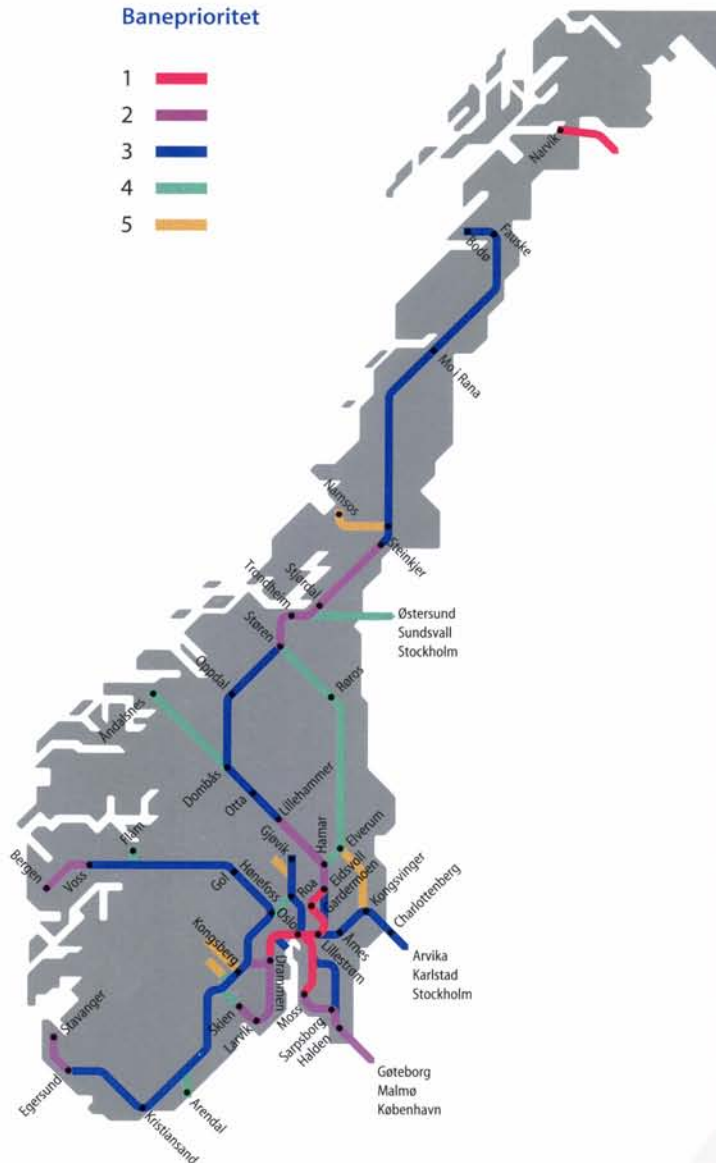 Baneprioritet
1
2
3
4
5
Narvik
Fauske
Bodø
Mo i Rana
Namsos
Steinkjer
Stjørdal
Trondheim
Østersund
Sundsvall
Stockholm
Støren
Oppdal
Røros
Åndalsnes
Dombås
Otta
Lillehammer
Flåm
Gjøvik
Hamar
Elverum
Bergen
Voss
Gol
Hønefoss
Roa
Eidsvoll
Gardermoen
Kongsvinger
Charlottenberg
Oslo
Kongsberg
Årnes
Lillestrøm
Arvika
Karlstad
Stockholm
Drammen
Stavanger
Skien
Larvik
Moss
Sarpsborg
Halden
Gøteborg
Malmø
København
Egersund
Arendal
Kristiansand